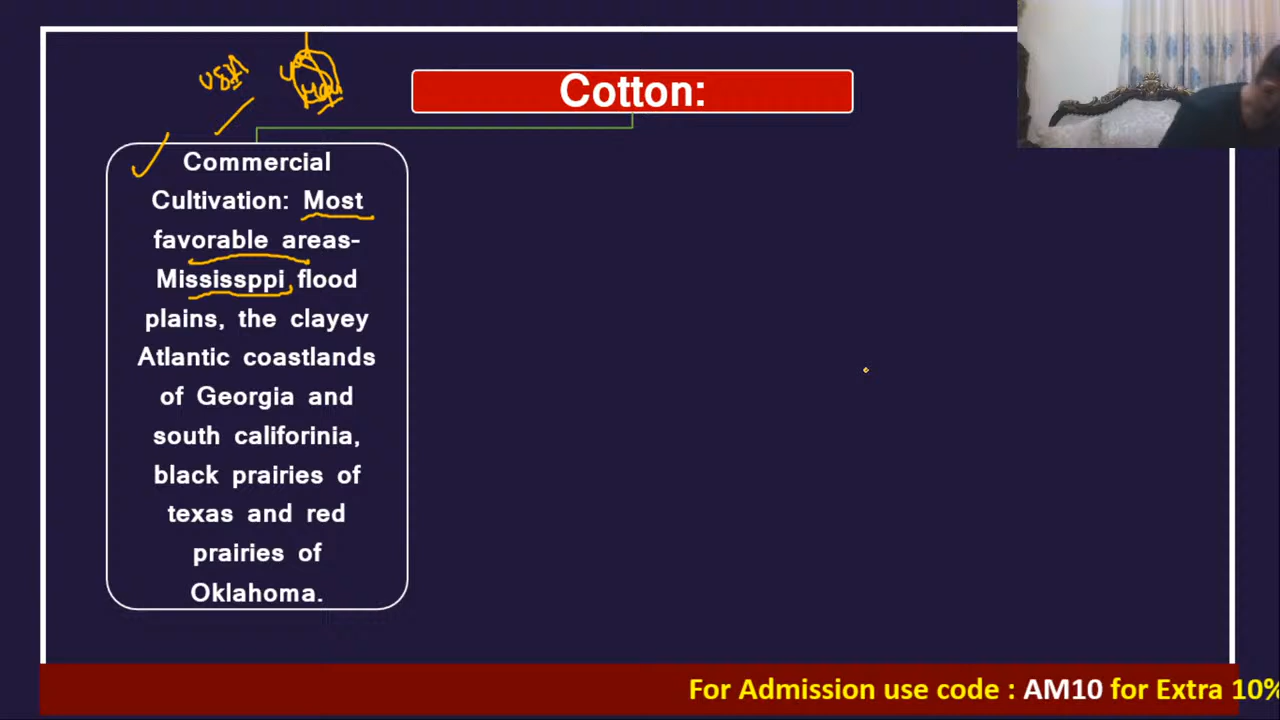 USA
Cotton:
Commercial
Cultivation: Most
favorable areas-
Mississppi flood
plains, the clayey
Atlantic coastlands
of Georgia and
south califorinia,
black prairies of
texas and red
prairies of
Oklahoma.
For Admission use code : AM10 for Extra 10%